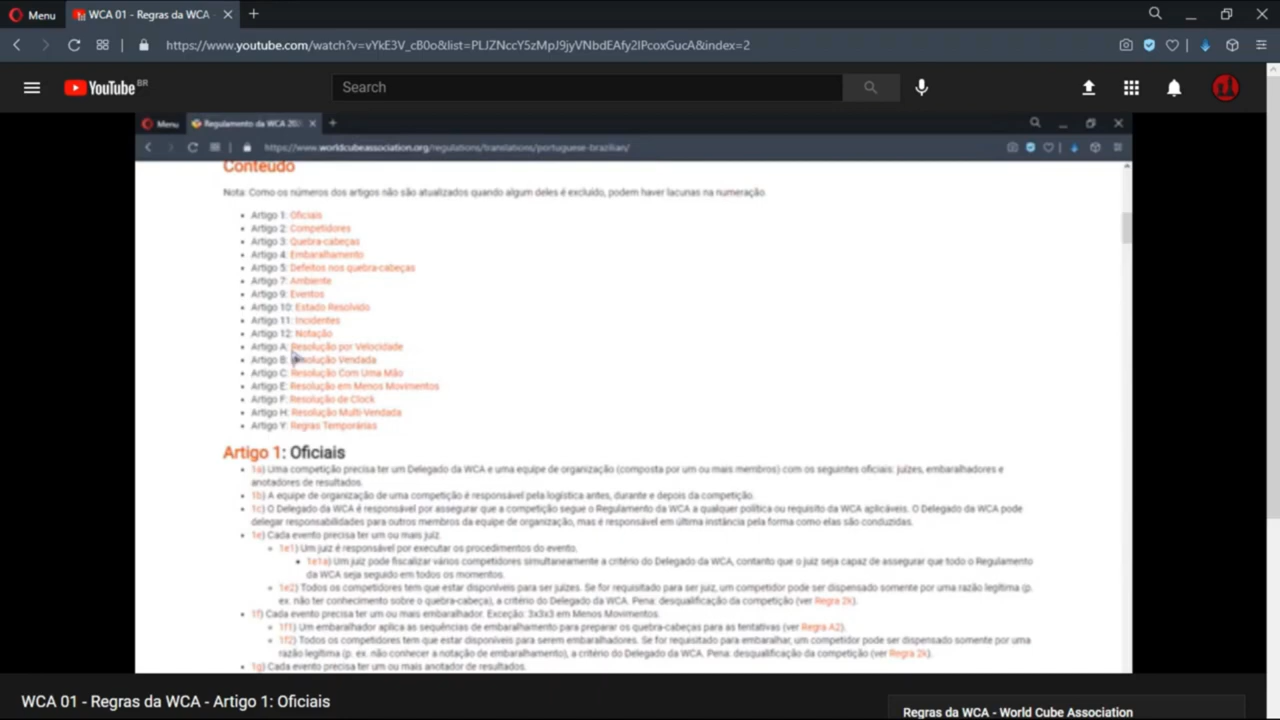 Menu
WCA 01 - Regras da WCA -
https://www.youtube.com/watch?v=vYkE3V_cB0o&list=PLJZNccY5zMpJ9jyVNbdEAfy2IPcoxGucA&index=2
YouTube BR
Search
Menu
Regulamento da WCA 202
https://www.worldcubeassociation.org/regulations/translations/portuguese-brazilian/
Conteúdo
Nota: Como os números dos artigos não são atualizados quando algum deles é excluído, podem haver lacunas na numeração.
Artigo 1: Oficiais
Artigo 2: Competidores
Artigo 3: Quebra-cabeças
Artigo 4: Embaralhamento
Artigo 5: Defeitos nos quebra-cabeças
Artigo 7: Ambiente
Artigo 9: Eventos
Artigo 10: Estado Resolvido
Artigo 11: Incidentes
Artigo 12: Notação
Artigo A: Resolução por Velocidade
Artigo B: Resolução Vendada
Artigo C: Resolução Com Uma Mão
Artigo E: Resolução em Menos Movimentos
Artigo F: Resolução de Clock
Artigo H: Resolução Multi-Vendada
Artigo Y: Regras Temporárias
Artigo 1: Oficiais
1a) Uma competição precisa ter um Delegado da WCA e uma equipe de organização (composta por um ou mais membros) com os seguintes oficiais: juízes, embaralhadores e
anotadores de resultados.
1b) A equipe de organização de uma competição é responsável pela logística antes, durante e depois da competição.
1c) O Delegado da WCA é responsável por assegurar que a competição segue o Regulamento da WCA a qualquer política ou requisito da WCA aplicáveis. O Delegado da WCA pode
delegar responsabilidades para outros membros da equipe de organização, mas é responsável em última instância pela forma como elas são conduzidas.
1e) Cada evento precisa ter um ou mais juiz.
1e1) Um juiz é responsável por executar os procedimentos do evento.
1e1a) Um juiz pode fiscalizar vários competidores simultaneamente a critério do Delegado da WCA, contanto que o juiz seja capaz de assegurar que todo o Regulamento
da WCA seja seguido em todos os momentos.
1e2) Todos os competidores tem que estar disponíveis para ser juízes. Se for requisitado para ser juiz, um competidor pode ser dispensado somente por uma razão legítima (p.
ex. não ter conhecimento sobre o quebra-cabeça), a critério do Delegado da WCA. Pena: desqualificação da competição (ver Regra 2k).
1f) Cada evento precisa ter um ou mais embaralhador. Exceção: 3x3x3 em Menos Movimentos.
1f1) Um embaralhador aplica as sequências de embaralhamento para preparar os quebra-cabeças para as tentativas (ver Regra A2).
1f2) Todos os competidores tem que estar disponíveis para serem embaralhadores. Se for requisitado para embaralhar, um competidor pode ser dispensado somente por uma
razão legítima (p. ex. não conhecer a notação de embaralhamento), a critério do Delegado da WCA. Pena: desqualificação da competição (ver Regra 2k).
1g) Cada evento precisa ter um ou mais anotador de resultados.
WCA 01 - Regras da WCA - Artigo 1: Oficiais
Regras da WCA - World Cube Association